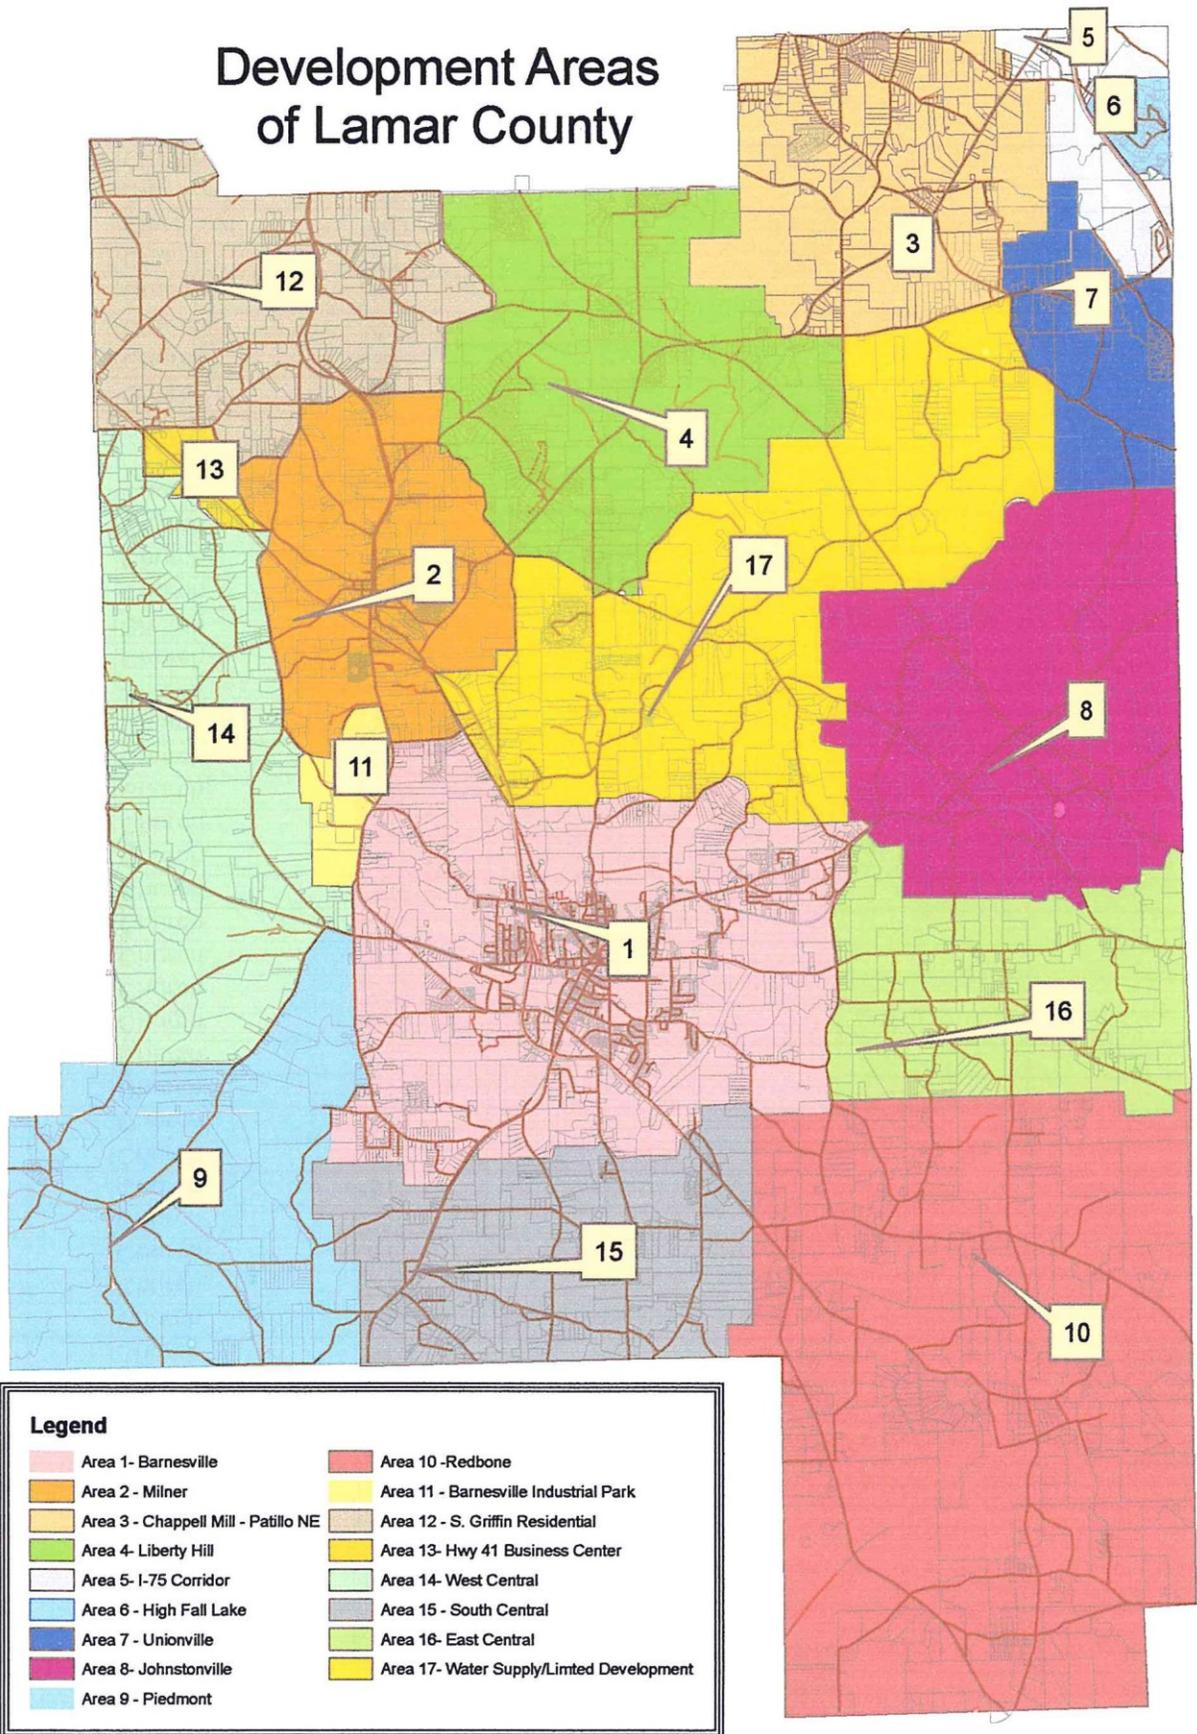 Development Areas
of Lamar County
5
6
3
12
7
4
13
17
2
8
14
11
1
16
9
15
10
Legend
Area 1- Barnesville
Area 2 - Milner
Area 3 - Chappell Mill - Patillo NE
Area 4- Liberty Hill
Area 5- I-75 Corridor
Area 6 - High Fall Lake
Area 7 - Unionville
Area 8- Johnstonville
Area 9 - Piedmont
Area 10 -Redbone
Area 11 - Barnesville Industrial Park
Area 12 - S. Griffin Residential
Area 13- Hwy 41 Business Center
Area 14- West Central
Area 15 - South Central
Area 16- East Central
Area 17- Water Supply/Limted Development